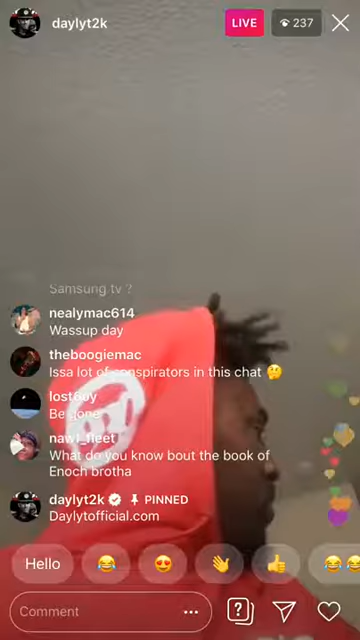 daylyt2k
LIVE
237
Samsung tv ?
nealymac614
Wassup day
theboogiemac
Issa lot of conspirators in this chat 🤔
lost6uy
Be gone
naw1_fleet
What do you know bout the book of
Enoch brotha
daylyt2k PINNED
Daylytofficial.com
Hello
Comment